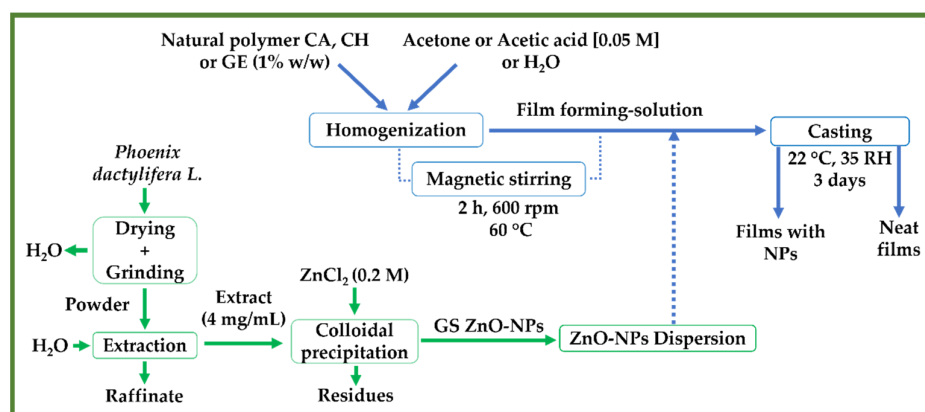 Natural polymer CA, CH
or GE (1% w/w)
Acetone or Acetic acid [0.05 M]
or H₂O
Homogenization
Film forming-solution
Casting
Magnetic stirring
2 h, 600 rpm
60 °C
22 °C, 35 RH
3 days
Films with
NPs
Neat
films
Phoenix
dactylifera L.
H₂O
Drying
+
Grinding
Powder
Extract
(4 mg/mL)
ZnCl₂ (0.2 M)
H₂O
Extraction
Colloidal
precipitation
GS ZnO-NPs
ZnO-NPs Dispersion
Raffinate
Residues